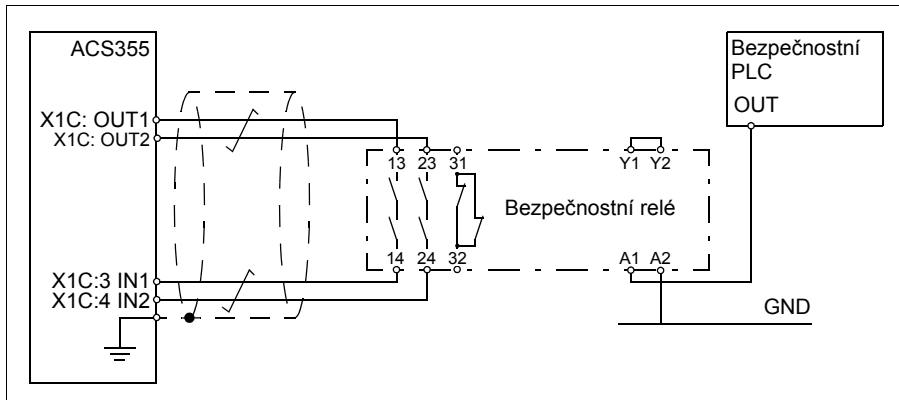 ACS355
Bezpečnostní
PLC
OUT
X1C: OUT1
X1C: OUT2
13 23 31
Y1 Y2
Bezpečnostní relé
14 24 32
A1 A2
X1C:3 IN1
X1C:4 IN2
GND